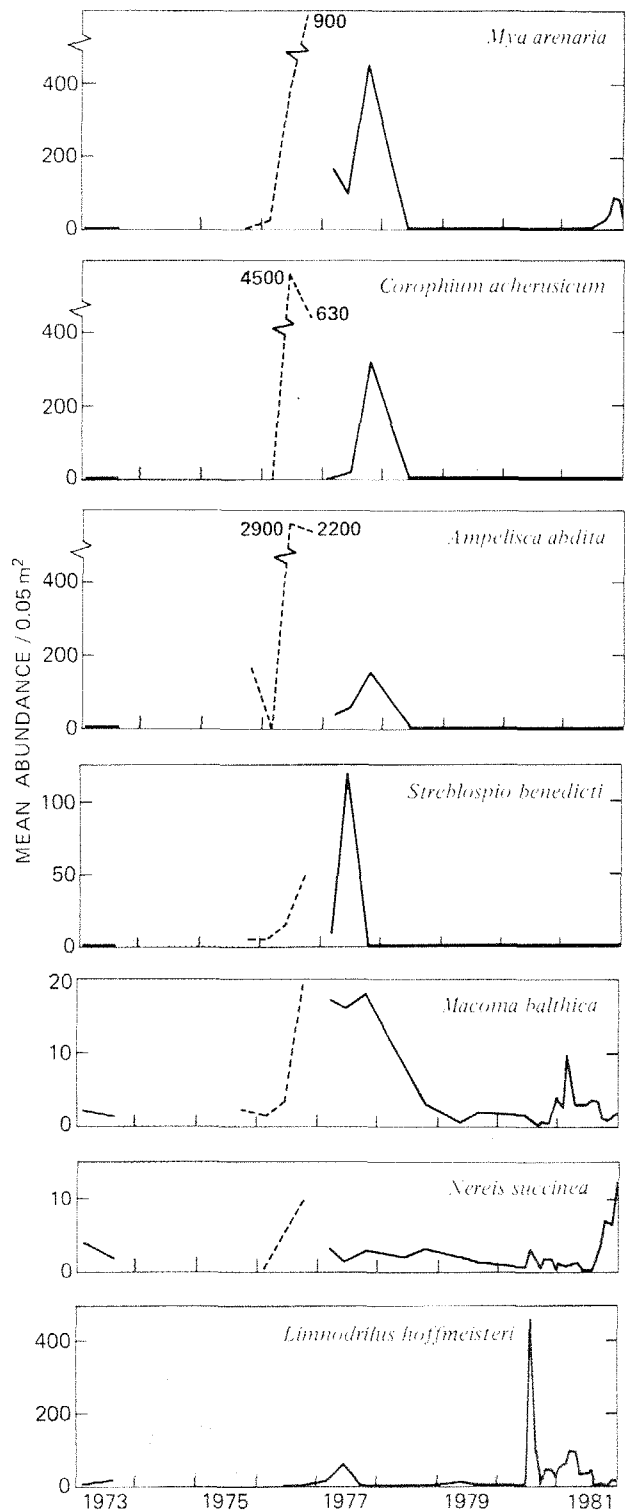 900
Mya arenaria
400
200
0
4500
630
Corophium acherusicum
400
200
0
2900
2200
Ampelisca abdita
400
200
0
MEAN ABUNDANCE / 0.05 m²
Streblospio benedicti
100
50
0
20
Macoma balthica
10
0
Nereis succinea
10
0
Limnodrilus hoffmeisteri
400
200
0
1973 1975 1977 1979 1981